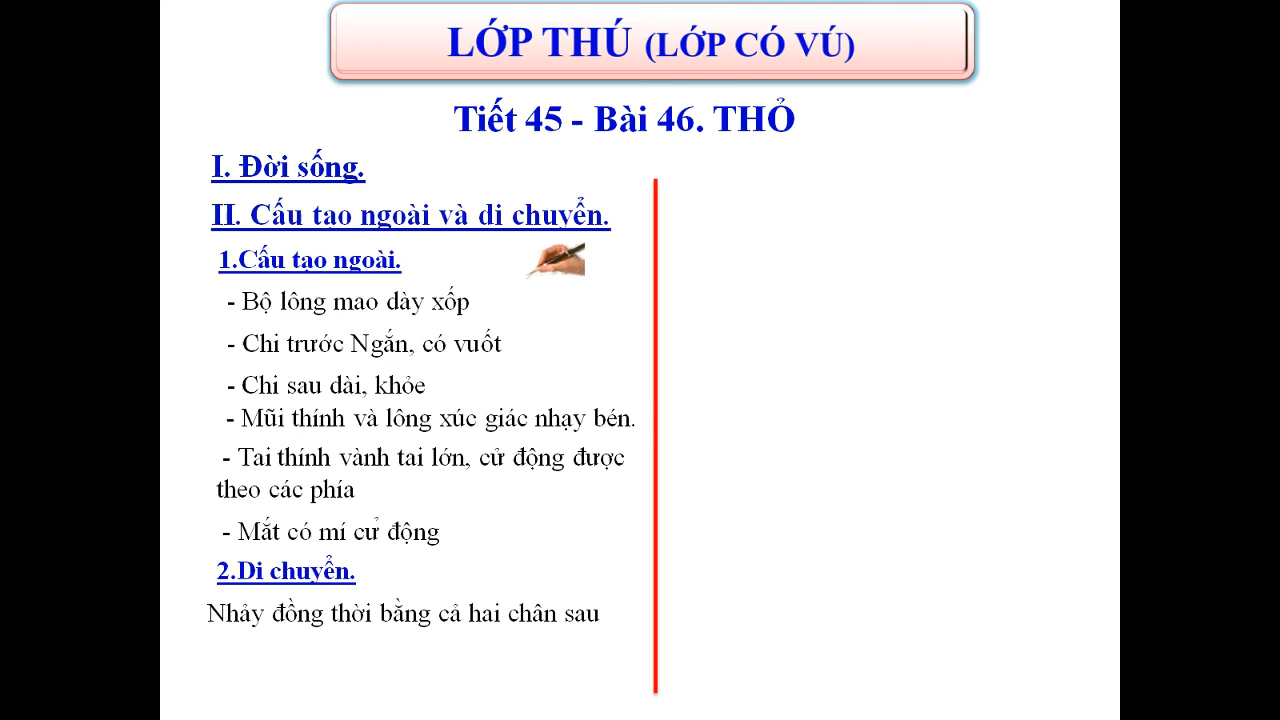 LỚP THÚ (LỚP CÓ VÚ)
Tiết 45 - Bài 46. THỎ
I. Đời sống.
II. Cấu tạo ngoài và di chuyển.
1.Cấu tạo ngoài.
- Bộ lông mao dày xốp
- Chi trước Ngắn, có vuốt
- Chi sau dài, khỏe
- Mũi thính và lông xúc giác nhạy bén.
- Tai thính vành tai lớn, cử động được
theo các phía
- Mắt có mí cử động
2.Di chuyển.
Nhảy đồng thời bằng cả hai chân sau